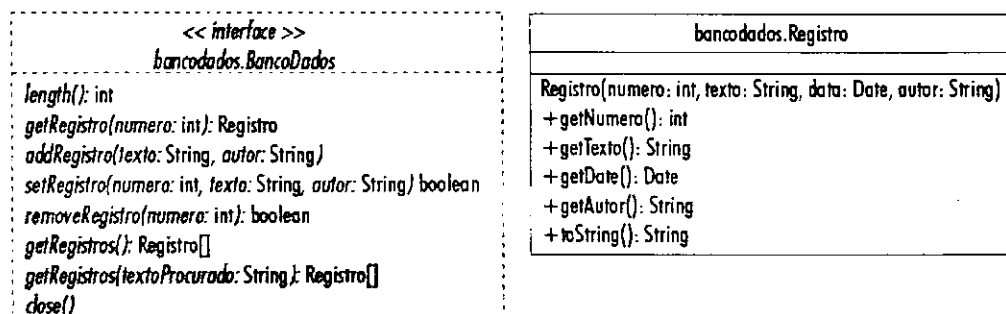 << interface >>
bancodados.BancoDados
length(): int
getRegistro(numero: int): Registro
addRegistro(texto: String, autor: String)
setRegistro(numero: int, texto: String, autor: String) boolean
removeRegistro(numero: int): boolean
getRegistros(): Registro[]
getRegistros(textoProcurado: String): Registro[]
close()
bancodados.Registro
Registro(numero: int, texto: String, data: Date, autor: String)
+getNumero(): int
+getTexto(): String
+getDate(): Date
+getAutor(): String
+toString(): String